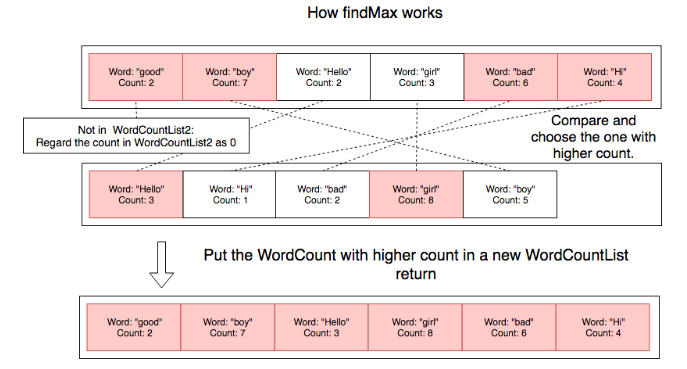 How findMax works
Word: "good"
Count: 2
Word: "boy"
Count: 7
Word: "Hello"
Count: 2
Word: "girl"
Count: 3
Word: "bad"
Count: 6
Word: "Hi"
Count: 4
Not in WordCountList2:
Regard the count in WordCountList2 as 0
Compare and
choose the one with
higher count.
Word: "Hello"
Count: 3
Word: "Hi"
Count: 1
Word: "bad"
Count: 2
Word: "girl"
Count: 8
Word: "boy"
Count: 5
Put the WordCount with higher count in a new WordCountList
return
Word: "good"
Count: 2
Word: "boy"
Count: 7
Word: "Hello"
Count: 3
Word: "girl"
Count: 8
Word: "bad"
Count: 6
Word: "Hi"
Count: 4